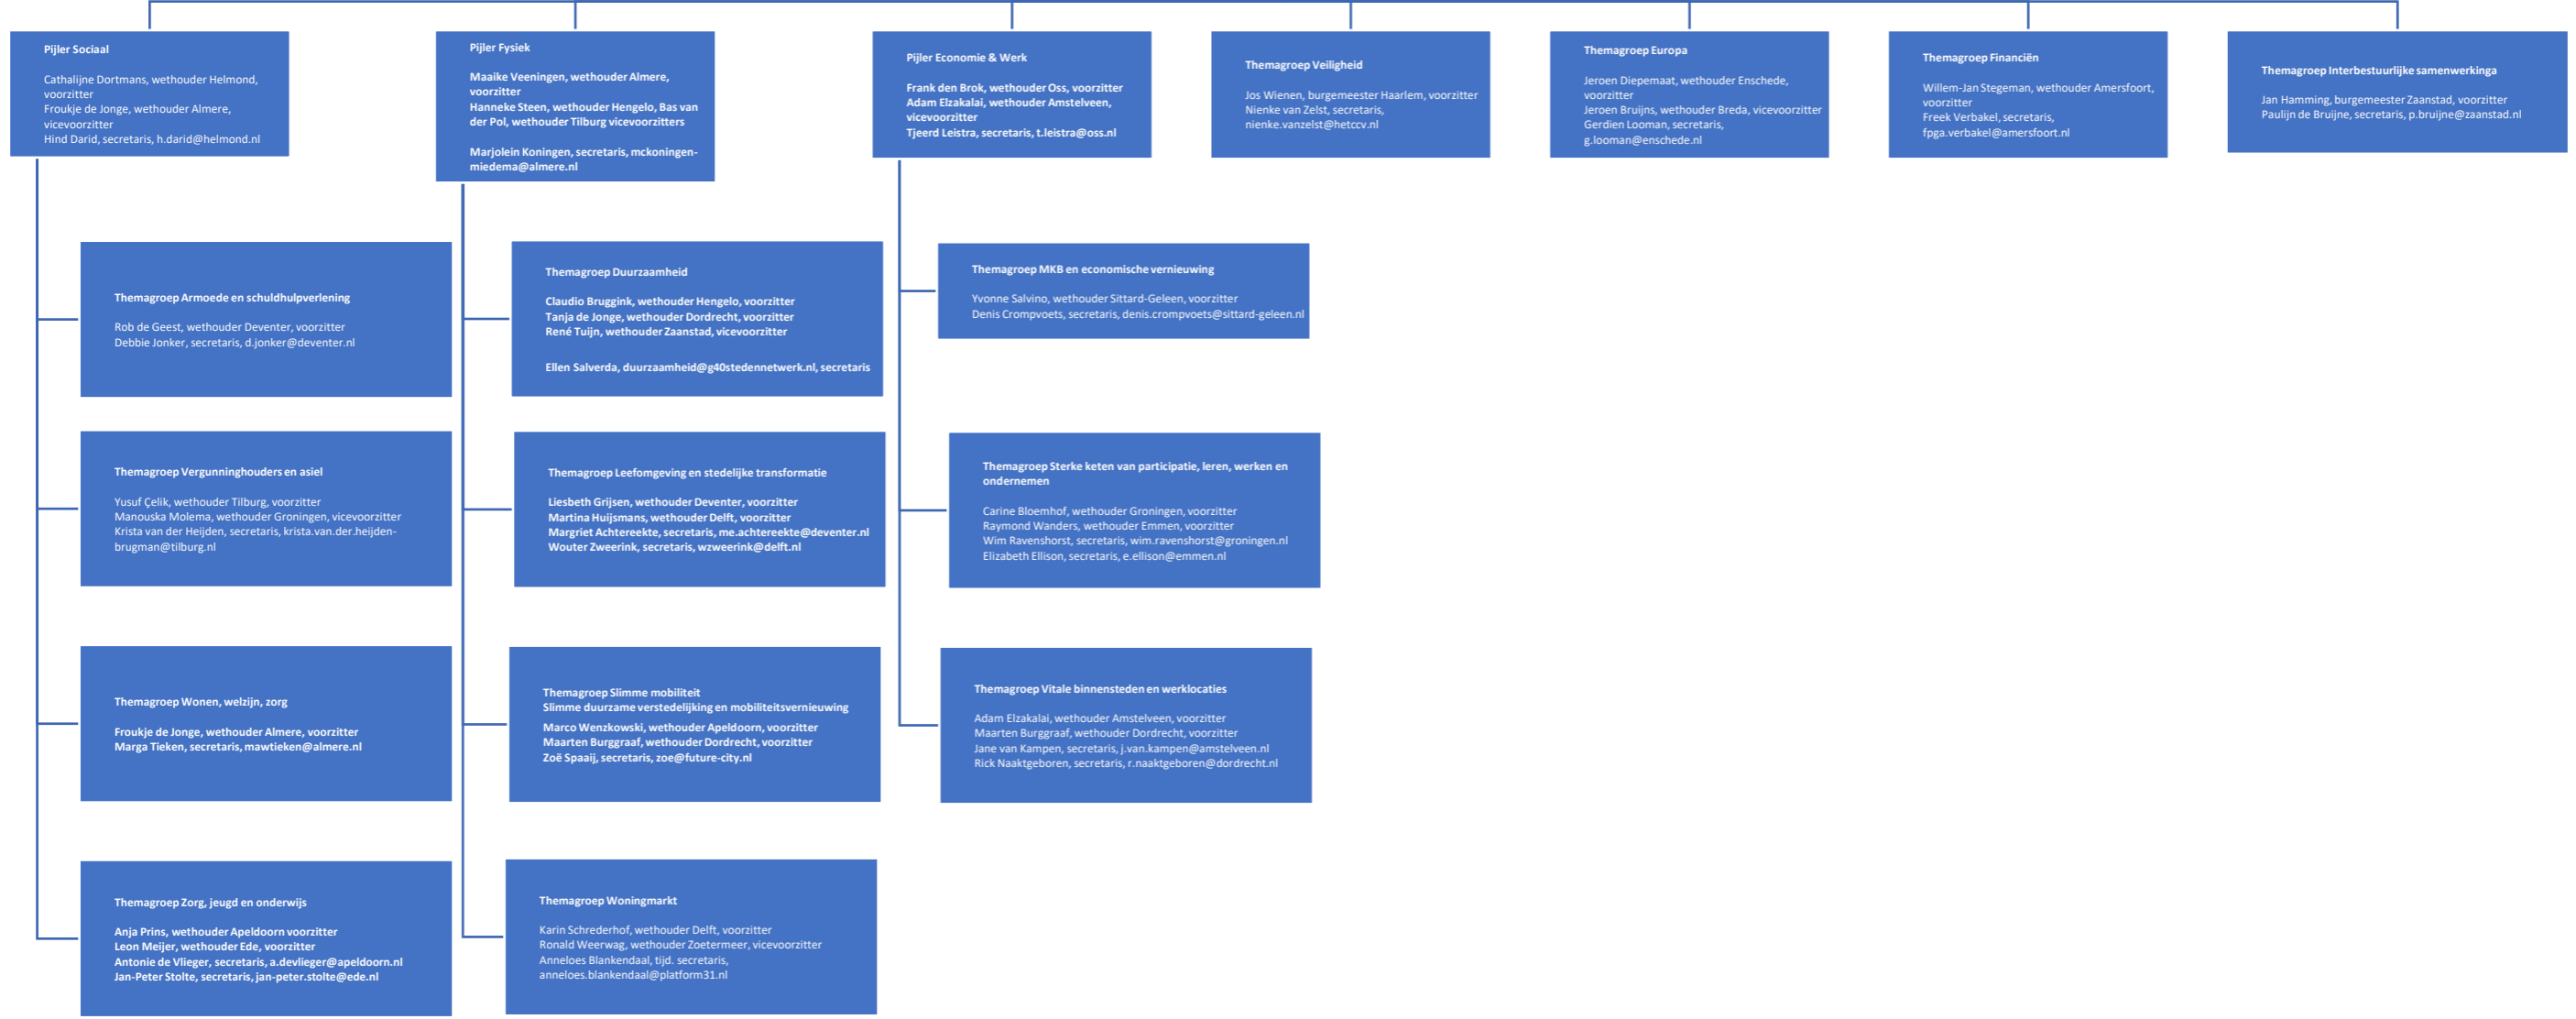 Pijler Sociaal
Cathalijne Dortmans, wethouder Helmond,
voorzitter
Froukje de Jonge, wethouder Almere,
vicevoorzitter
Hind Darid, secretaris, h.darid@helmond.nl
Pijler Fysiek
Maaike Veeningen, wethouder Almere,
voorzitter
Hanneke Steen, wethouder Hengelo, Bas van
der Pol, wethouder Tilburg vicevoorzitters
Marjolein Koningen, secretaris, mckoningen-
miedema@almere.nl
Pijler Economie & Werk
Frank den Brok, wethouder Oss, voorzitter
Adam Elzakalai, wethouder Amstelveen,
vicevoorzitter
Tjeerd Leistra, secretaris, t.leistra@oss.nl
Themagroep Veiligheid
Jos Wienen, burgemeester Haarlem, voorzitter
Nienke van Zelst, secretaris,
nienke.vanzelst@hetccv.nl
Themagroep Europa
Jeroen Diepemaat, wethouder Enschede,
voorzitter
Jeroen Bruijns, wethouder Breda, vicevoorzitter
Gerdien Looman, secretaris,
g.looman@enschede.nl
Themagroep Financiën
Willem-Jan Stegeman, wethouder Amersfoort,
voorzitter
Freek Verbakel, secretaris,
fpga.verbakel@amersfoort.nl
Themagroep Interbestuurlijke samenwerkinga
Jan Hamming, burgemeester Zaanstad, voorzitter
Paulijn de Bruijne, secretaris, p.bruijne@zaanstad.nl
Themagroep Armoede en schuldhulpverlening
Rob de Geest, wethouder Deventer, voorzitter
Debbie Jonker, secretaris, d.jonker@deventer.nl
Themagroep Vergunninghouders en asiel
Yusuf Çelik, wethouder Tilburg, voorzitter
Manouska Molema, wethouder Groningen, vicevoorzitter
Krista van der Heijden, secretaris, krista.van.der.heijden-
brugman@tilburg.nl
Themagroep Wonen, welzijn, zorg
Froukje de Jonge, wethouder Almere, voorzitter
Marga Tieken, secretaris, mawtieken@almere.nl
Themagroep Zorg, jeugd en onderwijs
Anja Prins, wethouder Apeldoorn voorzitter
Leon Meijer, wethouder Ede, voorzitter
Antonie de Vlieger, secretaris, a.devlieger@apeldoorn.nl
Jan-Peter Stolte, secretaris, jan-peter.stolte@ede.nl
Themagroep Duurzaamheid
Claudio Bruggink, wethouder Hengelo, voorzitter
Tanja de Jonge, wethouder Dordrecht, voorzitter
René Tuijn, wethouder Zaanstad, vicevoorzitter
Ellen Salverda, duurzaamheid@g40stedennetwerk.nl, secretaris
Themagroep Leefomgeving en stedelijke transformatie
Liesbeth Grijsen, wethouder Deventer, voorzitter
Martina Huijsmans, wethouder Delft, voorzitter
Margriet Achtereekte, secretaris, me.achtereekte@deventer.nl
Wouter Zweerink, secretaris, wzweerink@delft.nl
Themagroep Slimme mobiliteit
Slimme duurzame verstedelijking en mobiliteitsvernieuwing
Marco Wenzkowski, wethouder Apeldoorn, voorzitter
Maarten Burggraaf, wethouder Dordrecht, voorzitter
Zoë Spaaij, secretaris, zoe@future-city.nl
Themagroep Woningmarkt
Karin Schrederhof, wethouder Delft, voorzitter
Ronald Weerwag, wethouder Zoetermeer, vicevoorzitter
Anneloes Blankendaal, tijd. secretaris,
anneloes.blankendaal@platform31.nl
Themagroep MKB en economische vernieuwing
Yvonne Salvino, wethouder Sittard-Geleen, voorzitter
Denis Crompvoets, secretaris, denis.crompvoets@sittard-geleen.nl
Themagroep Sterke keten van participatie, leren, werken en
ondernemen
Carine Bloemhof, wethouder Groningen, voorzitter
Raymond Wanders, wethouder Emmen, voorzitter
Wim Ravenshorst, secretaris, wim.ravenshorst@groningen.nl
Elizabeth Ellison, secretaris, e.ellison@emmen.nl
Themagroep Vitale binnensteden en werklocaties
Adam Elzakalai, wethouder Amstelveen, voorzitter
Maarten Burggraaf, wethouder Dordrecht, voorzitter
Jane van Kampen, secretaris, j.van.kampen@amstelveen.nl
Rick Naaktgeboren, secretaris, r.naaktgeboren@dordrecht.nl